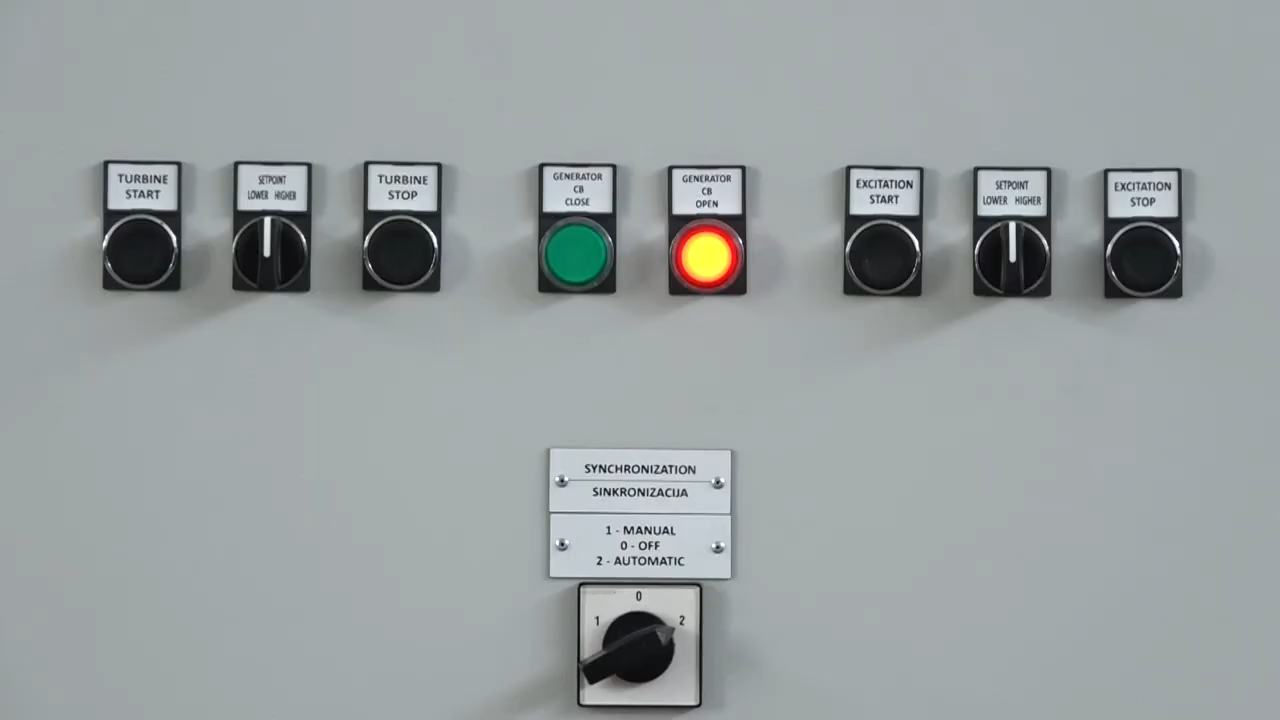 TURBINE
START
SETPOINT
LOWER HIGHER
TURBINE
STOP
GENERATOR
CB
CLOSE
GENERATOR
CB
OPEN
EXCITATION
START
SETPOINT
LOWER HIGHER
EXCITATION
STOP
SYNCHRONIZATION
SINKRONIZACIJA
1 - MANUAL
0 - OFF
2 - AUTOMATIC
0
1 2